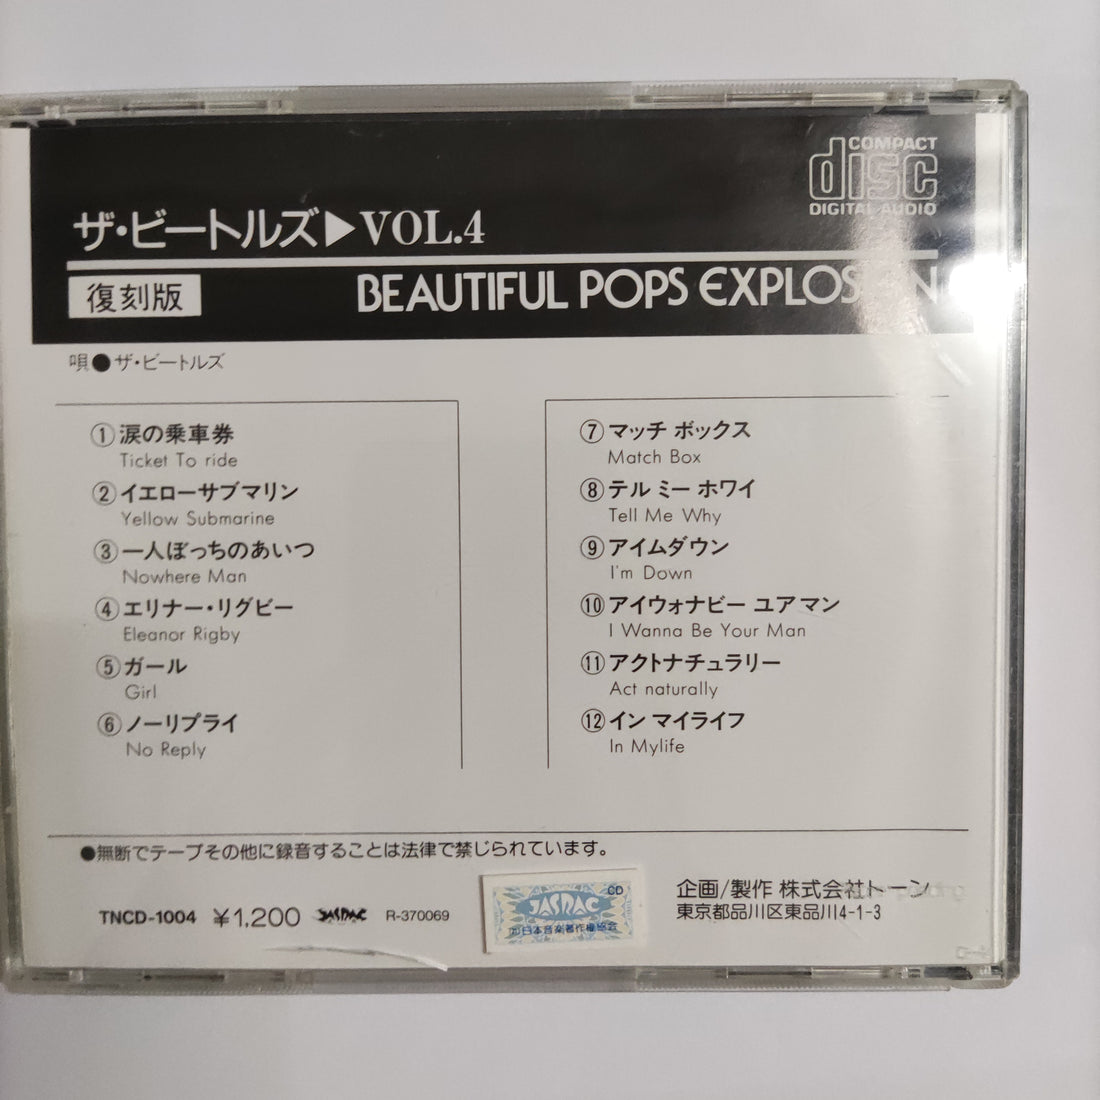 COMPACT
disc
DIGITAL AUDIO
ザ・ビートルズ▶VOL.4
復刻版
BEAUTIFUL POPS
唄●ザ・ビートルズ
①涙の乗車券
Ticket To ride
②イエローサブマリン
Yellow Submarine
③一人ぼっちのあいつ
Nowhere Man
④エリナー・リグビー
Eleanor Rigby
⑤ガール
Girl
⑥ノーリプライ
No Reply
⑦マッチ ボックス
Match Box
⑧テル ミー ホワイ
Tell Me Why
⑨アイムダウン
I'm Down
⑩アイウォナビー ユア マン
I Wanna Be Your Man
⑪アクトナチュラリー
Act naturally
⑫イン マイライフ
In Mylife
●無断でテープその他に録音することは法律で禁じられています。
TNCD-1004 ¥1,200 JASRAC R-370069
CD
JASRAC
日本音楽著作権協会
企画/製作 株式会社トーン
東京都品川区東品川4-1-3